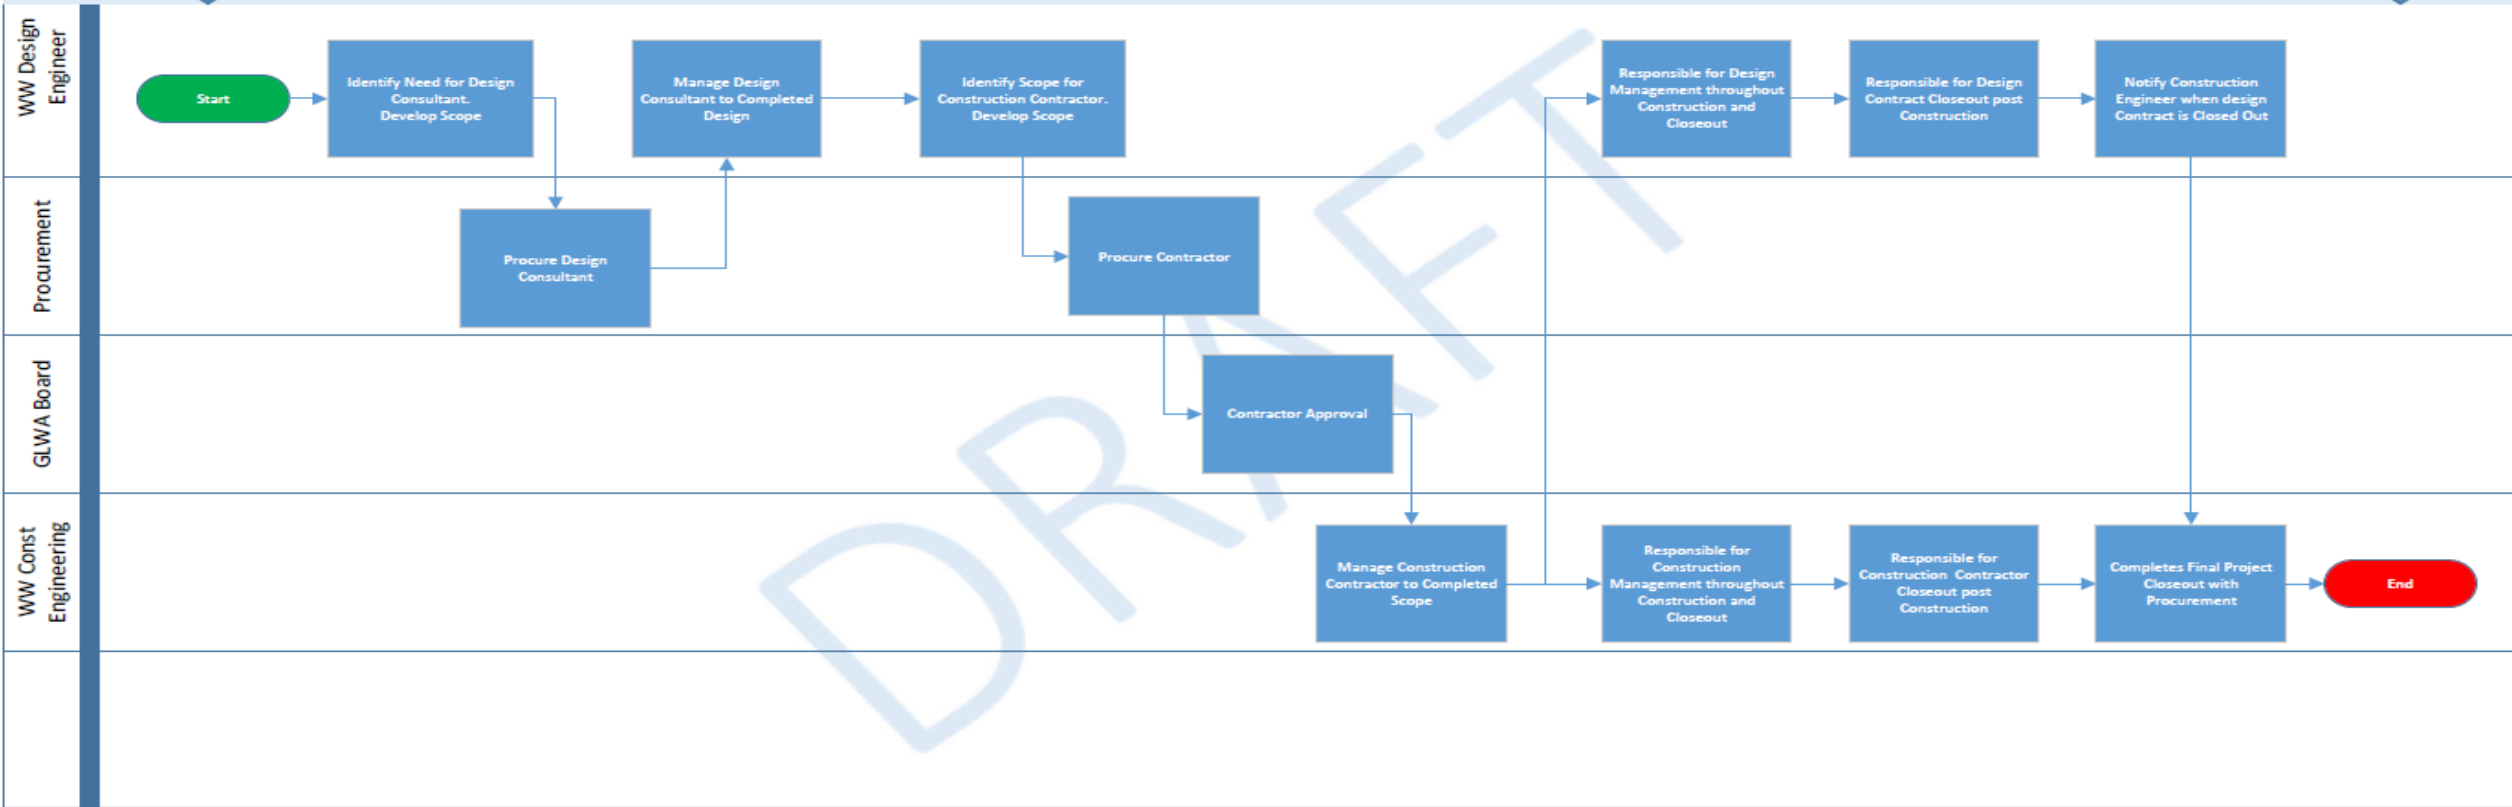 WW Design
Engineer
Start
Identify Need for Design
Consultant.
Develop Scope
Manage Design
Consultant to Completed
Design
Identify Scope for
Construction Contractor.
Develop Scope
Responsible for Design
Management throughout
Construction and
Closeout
Responsible for Design
Contract Closeout post
Construction
Notify Construction
Engineer when design
Contract is Closed Out
Procurement
Procure Design
Consultant
Procure Contractor
GLWA Board
Contractor Approval
WW Const
Engineering
Manage Construction
Contractor to Completed
Scope
Responsible for
Construction
Management throughout
Construction and
Closeout
Responsible for
Construction Contractor
Closeout post
Construction
Completes Final Project
Closeout with
Procurement
End
DRAFT